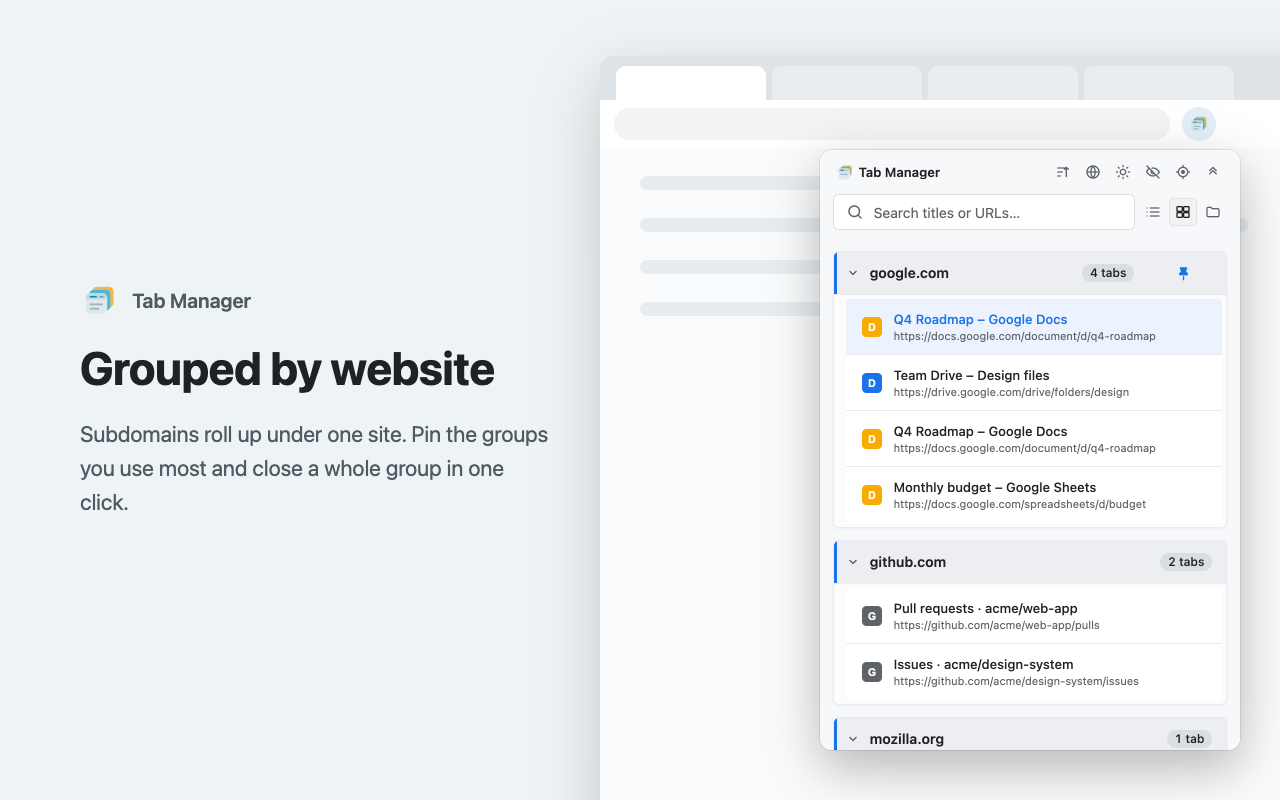 Tab Manager
Grouped by website
Subdomains roll up under one site. Pin the groups
you use most and close a whole group in one
click.
Tab Manager
Search titles or URLs...
google.com
4 tabs
D
Q4 Roadmap – Google Docs
https://docs.google.com/document/d/q4-roadmap
D
Team Drive – Design files
https://drive.google.com/drive/folders/design
D
Q4 Roadmap – Google Docs
https://docs.google.com/document/d/q4-roadmap
D
Monthly budget – Google Sheets
https://docs.google.com/spreadsheets/d/budget
github.com
2 tabs
G
Pull requests · acme/web-app
https://github.com/acme/web-app/pulls
G
Issues · acme/design-system
https://github.com/acme/design-system/issues
mozilla.org
1 tab